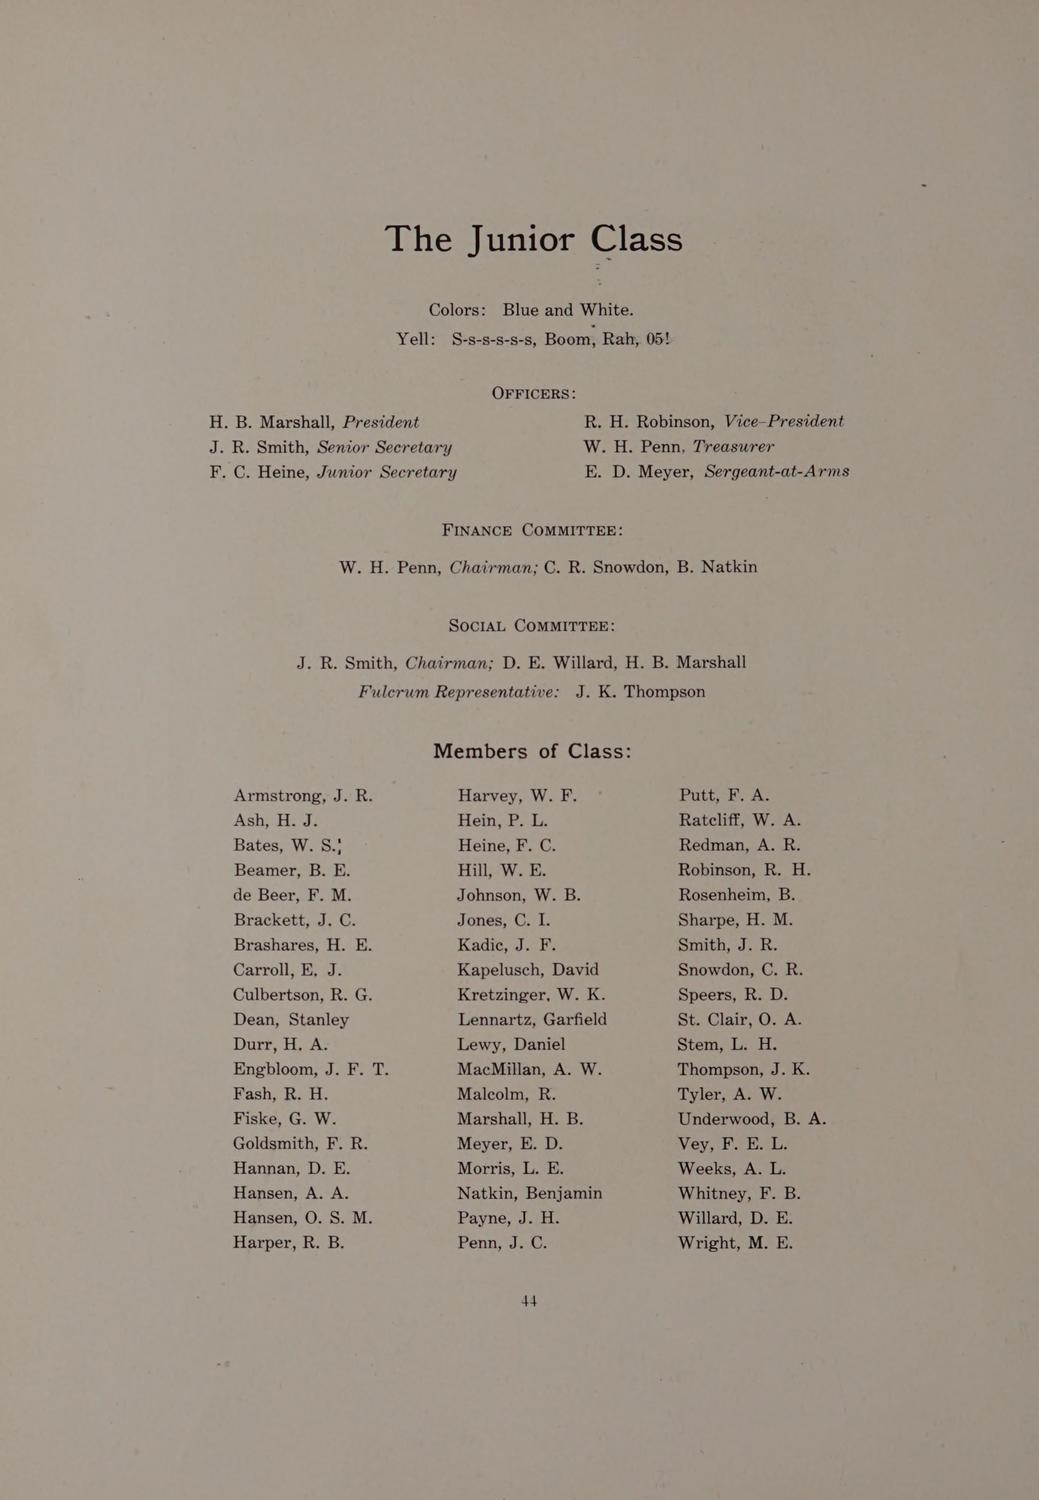 The Junior Class
Colors: Blue and White.
Yell: S-s-s-s-s-s, Boom, Rah, 05!
OFFICERS:
H. B. Marshall, President
J. R. Smith, Senior Secretary
F. C. Heine, Junior Secretary
R. H. Robinson, Vice-President
W. H. Penn, Treasurer
E. D. Meyer, Sergeant-at-Arms
FINANCE COMMITTEE:
W. H. Penn, Chairman; C. R. Snowdon, B. Natkin
SOCIAL COMMITTEE:
J. R. Smith, Chairman; D. E. Willard, H. B. Marshall
Fulcrum Representative: J. K. Thompson
Members of Class:
Armstrong, J. R.
Ash, H. J.
Bates, W. S.
Beamer, B. E.
de Beer, F. M.
Brackett, J. C.
Brashares, H. E.
Carroll, E. J.
Culbertson, R. G.
Dean, Stanley
Durr, H. A.
Engbloom, J. F. T.
Fash, R. H.
Fiske, G. W.
Goldsmith, F. R.
Hannan, D. E.
Hansen, A. A.
Hansen, O. S. M.
Harper, R. B.
Harvey, W. F.
Hein, P. L.
Heine, F. C.
Hill, W. E.
Johnson, W. B.
Jones, C. I.
Kadic, J. F.
Kapelusch, David
Kretzinger, W. K.
Lennartz, Garfield
Lewy, Daniel
MacMillan, A. W.
Malcolm, R.
Marshall, H. B.
Meyer, E. D.
Morris, L. E.
Natkin, Benjamin
Payne, J. H.
Penn, J. C.
Putt, F. A.
Ratcliff, W. A.
Redman, A. R.
Robinson, R. H.
Rosenheim, B.
Sharpe, H. M.
Smith, J. R.
Snowdon, C. R.
Speers, R. D.
St. Clair, O. A.
Stem, L. H.
Thompson, J. K.
Tyler, A. W.
Underwood, B. A.
Vey, F. E. L.
Weeks, A. L.
Whitney, F. B.
Willard, D. E.
Wright, M. E.
44